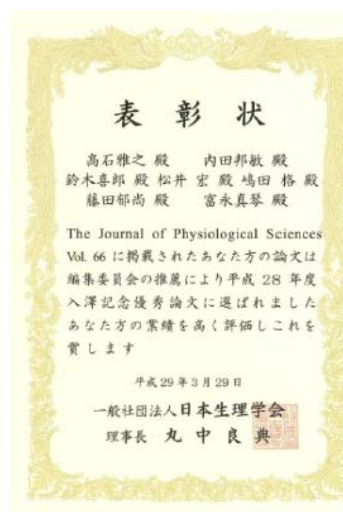 表彰状
高石雅之 殿 内田邦敏 殿
鈴木喜郎 殿 松井 宏 殿 嶋田 格 殿
藤田郁尚 殿 富永真琴 殿
The Journal of Physiological Sciences
Vol. 66 に掲載されたあなた方の論文は
編集委員会の推薦により平成 28 年度
入澤記念優秀論文に選ばれました
あなた方の業績を高く評価しこれを
賞します
平成29年3月29日
一般社団法人日本生理学会
理事長 丸中良典